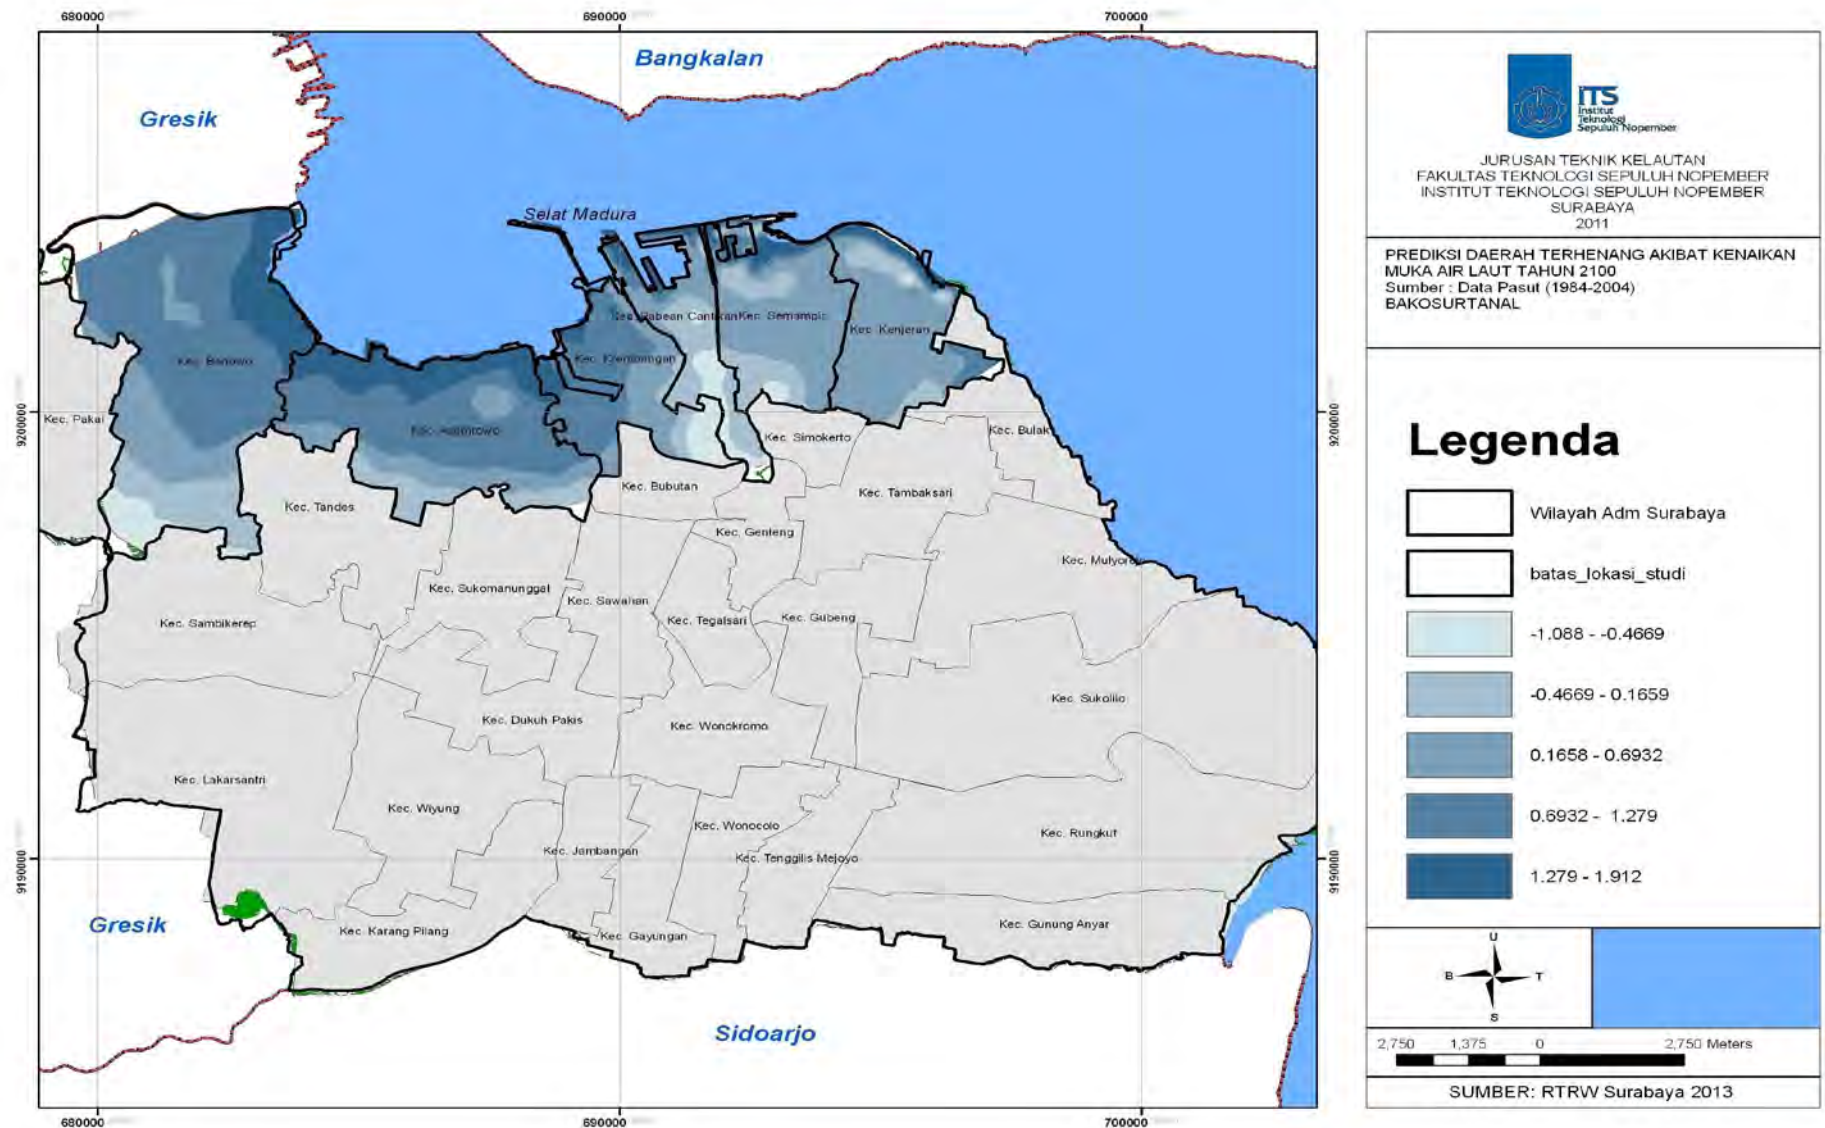 680000
690000
700000
Bangkalan
Gresik
Selat Madura
Kec. Semampir
Kec. Kenjeran
Kec. Benowo
Kec. Krembangan
Kec. Pakal
Kec. Asemrowo
Kec. Simokerto
Kec. Bulak
Kec. Bubutan
Kec. Tambaksari
Kec. Tandes
Kec. Genteng
Kec. Sukomanunggal
Kec. Sawahan
Kec. Tegalsari
Kec. Gubeng
Kec. Sambikerep
Kec. Sukolilo
Kec. Dukuh Pakis
Kec. Wonokromo
Kec. Lakarsantri
Kec. Wiyung
Kec. Wonocolo
Kec. Rungkut
Kec. Jambangan
Kec. Tenggilis Mejoyo
Gresik
Kec. Karang Pilang
Kec. Gayungan
Kec. Gunung Anyar
Sidoarjo
9200000
9190000
9200000
9190000
680000
690000
700000
ITS
Institut
Teknologi
Sepuluh Nopember
JURUSAN TEKNIK KELAUTAN
FAKULTAS TEKNOLOGI SEPULUH NOPEMBER
INSTITUT TEKNOLOGI SEPULUH NOPEMBER
SURABAYA
2011
PREDIKSI DAERAH TERHENANG AKIBAT KENAIKAN
MUKA AIR LAUT TAHUN 2100
Sumber : Data Pasut (1984-2004)
BAKOSURTANAL
Legenda
Wilayah Adm Surabaya
batas_lokasi_studi
-1.088 - -0.4669
-0.4669 - 0.1659
0.1658 - 0.6932
0.6932 - 1.279
1.279 - 1.912
U
B
T
S
2,750 1,375 0 2,750 Meters
SUMBER: RTRW Surabaya 2013